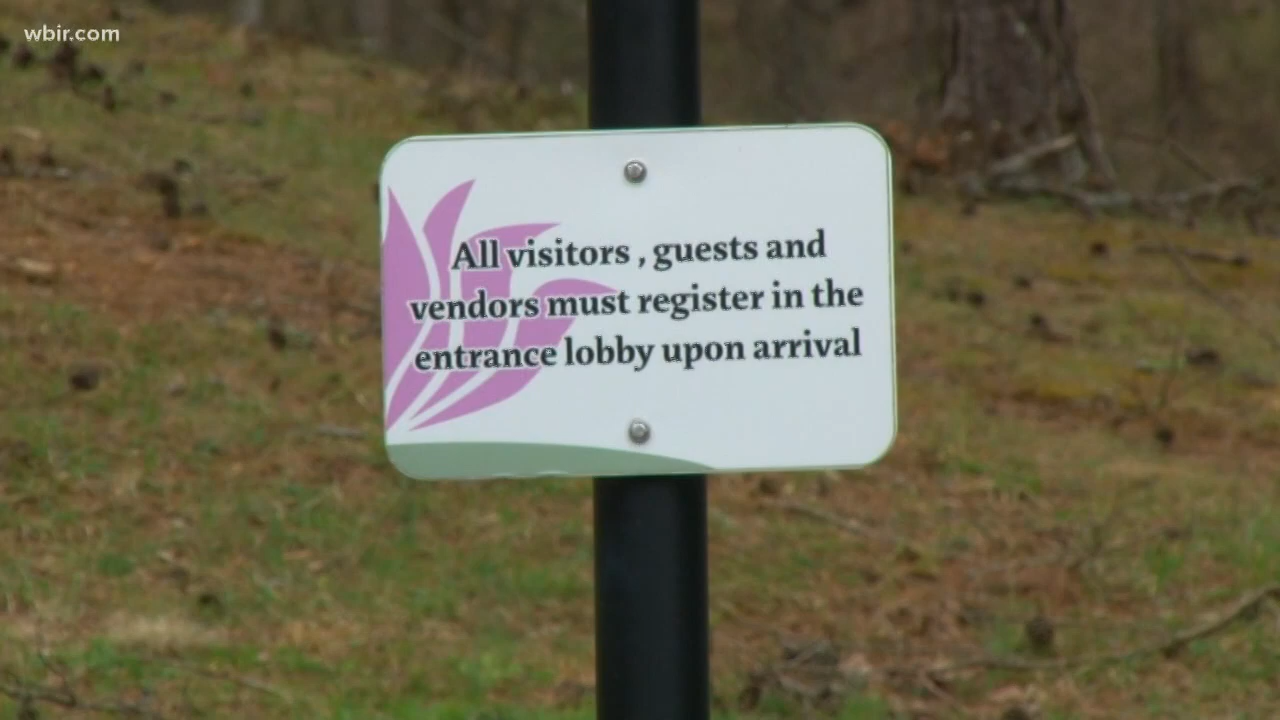 wbir.com
All visitors , guests and
vendors must register in the
entrance lobby upon arrival